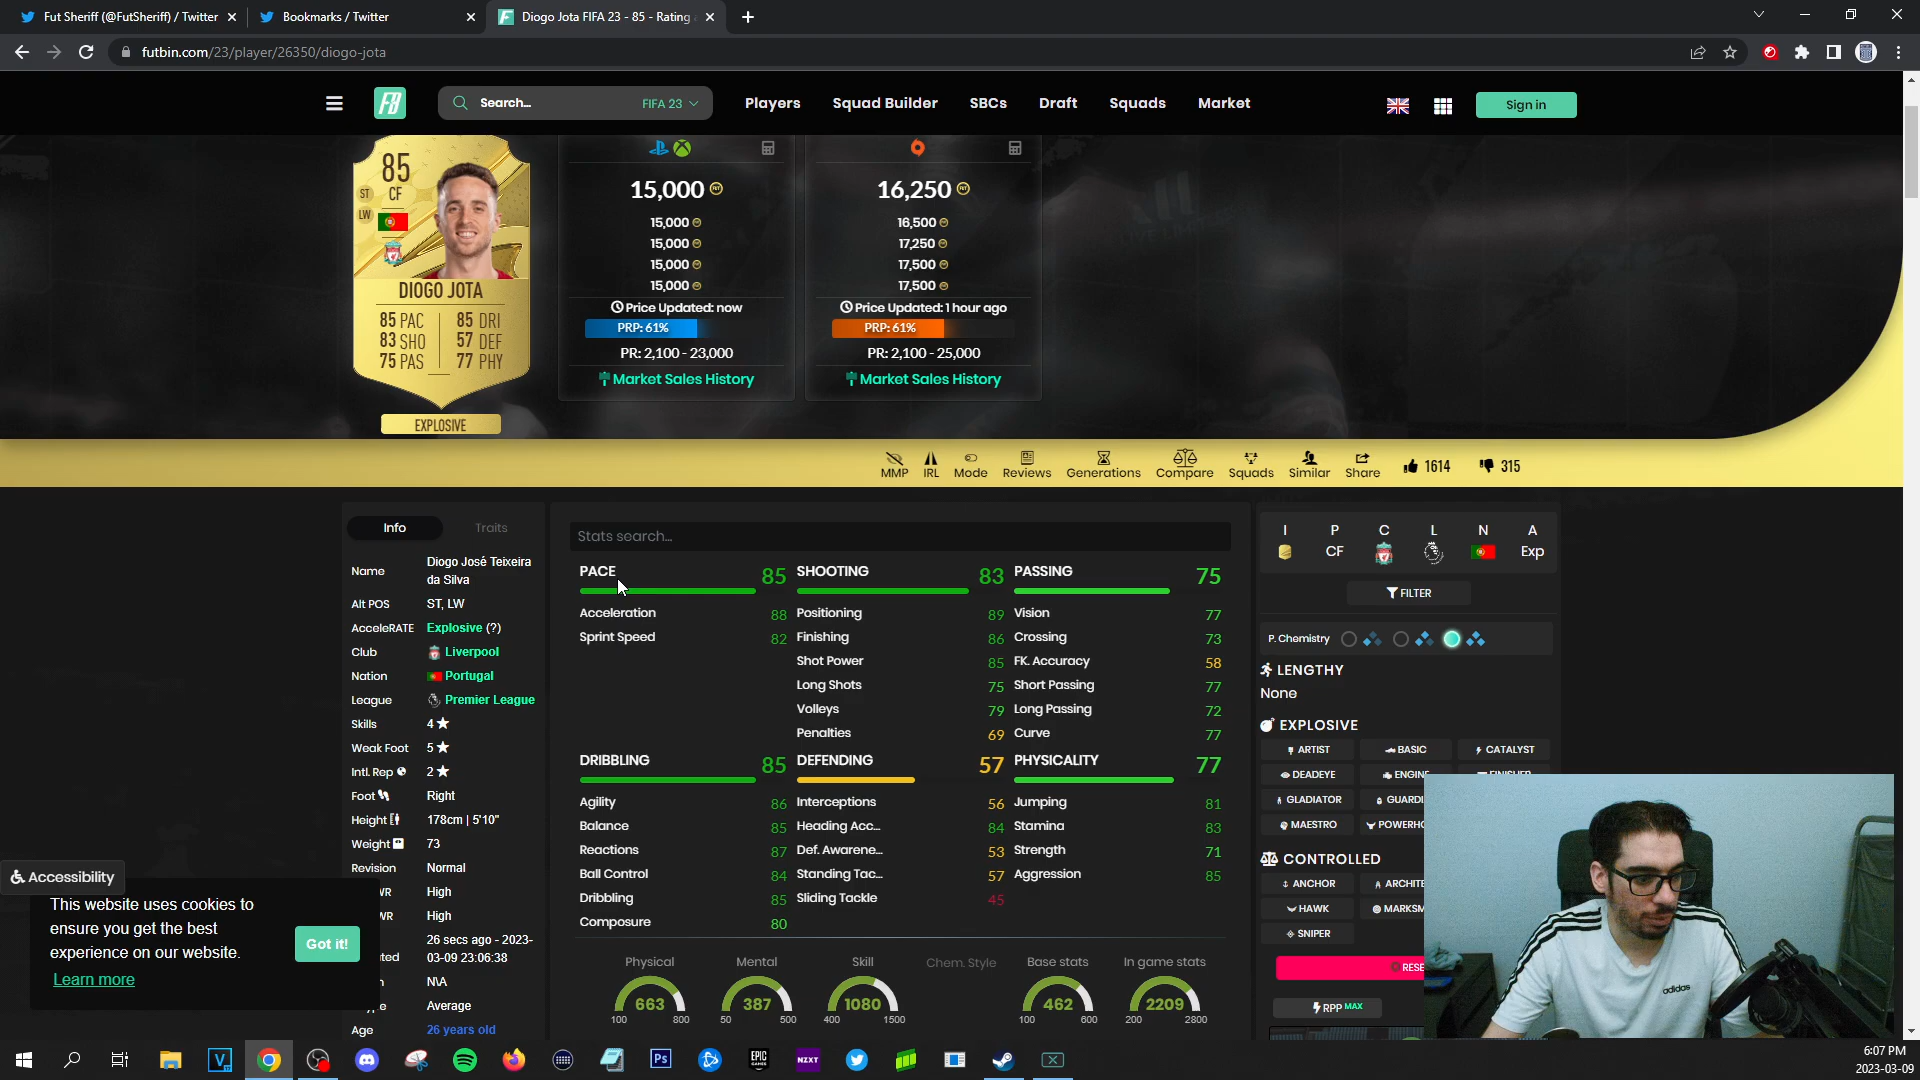 Fut Sheriff (@FutSheriff) / Twitter
Bookmarks / Twitter
Diogo Jota FIFA 23 - 85 - Rating
futbin.com/23/player/26350/diogo-jota
Search...
FIFA 23
Players
Squad Builder
SBCs
Draft
Squads
Market
Sign in
85
CF
ST
LW
DIOGO JOTA
85 PAC
83 SHO
75 PAS
85 DRI
57 DEF
77 PHY
EXPLOSIVE
15,000
15,000
15,000
15,000
15,000
Price Updated: now
PRP: 61%
PR: 2,100 - 23,000
Market Sales History
16,250
16,500
17,250
17,500
17,500
Price Updated: 1 hour ago
PRP: 61%
PR: 2,100 - 25,000
Market Sales History
MMP
IRL
Mode
Reviews
Generations
Compare
Squads
Similar
Share
1614
315
Info
Traits
Name Diogo José Teixeira
da Silva
Alt POS ST, LW
AcceleRATE Explosive (?)
Club Liverpool
Nation Portugal
League Premier League
Skills 4
Weak Foot 5
Intl. Rep 2
Foot Right
Height 178cm | 5'10"
Weight 73
Revision Normal
WR High
WR High
26 secs ago - 2023-
03-09 23:06:38
N\A
Average
Age 26 years old
Stats search...
PACE 85
Acceleration 88
Sprint Speed 82
SHOOTING 83
Positioning 89
Finishing 86
Shot Power 85
Long Shots 75
Volleys 79
Penalties 69
PASSING 75
Vision 77
Crossing 73
FK. Accuracy 58
Short Passing 77
Long Passing 72
Curve 77
DRIBBLING 85
Agility 86
Balance 85
Reactions 87
Ball Control 84
Dribbling 85
Composure 80
DEFENDING 57
Interceptions 56
Heading Acc... 84
Def. Awarene... 53
Standing Tac... 57
Sliding Tackle 45
PHYSICALITY 77
Jumping 81
Stamina 83
Strength 71
Aggression 85
Physical
663
100 800
Mental
387
50 500
Skill
1080
400 1500
Chem. Style
Base stats
462
100 600
In game stats
2209
200 2800
I P C L N A
CF Exp
FILTER
P. Chemistry
LENGTHY
None
EXPLOSIVE
ARTIST BASIC CATALYST
DEADEYE ENGINE FINISHER
GLADIATOR GUARDI
MAESTRO POWERHO
CONTROLLED
ANCHOR ARCHITE
HAWK MARKSM
SNIPER
RESE
RPP MAX
adidas
Accessibility
This website uses cookies to
ensure you get the best
experience on our website.
Learn more
Got it!
Ps
EPIC
GAMES
NZXT
6:07 PM
2023-03-09